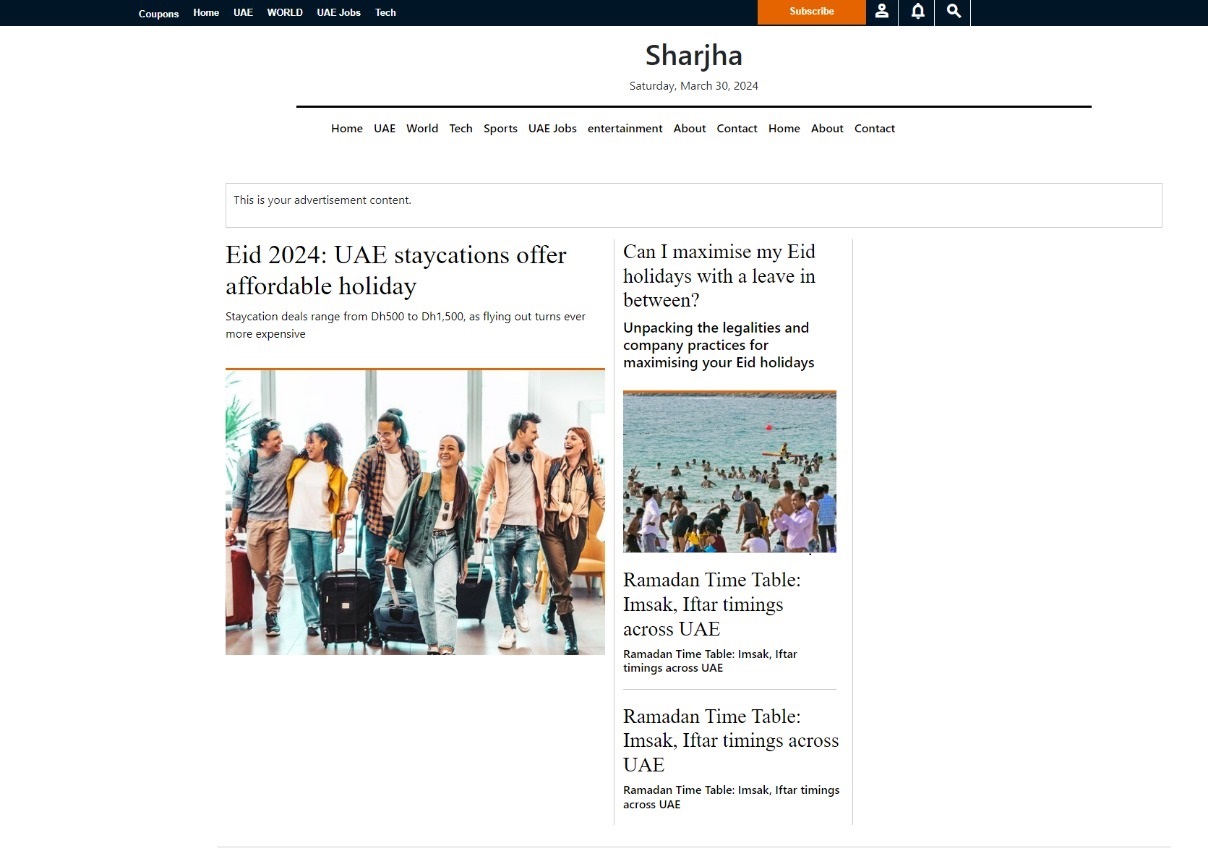 Coupons Home UAE WORLD UAE Jobs Tech Subscribe
Sharjha
Saturday, March 30, 2024
Home UAE World Tech Sports UAE Jobs entertainment About Contact Home About Contact
This is your advertisement content.
Eid 2024: UAE staycations offer
affordable holiday
Staycation deals range from Dh500 to Dh1,500, as flying out turns ever
more expensive
Can I maximise my Eid
holidays with a leave in
between?
Unpacking the legalities and
company practices for
maximising your Eid holidays
Ramadan Time Table:
Imsak, Iftar timings
across UAE
Ramadan Time Table: Imsak, Iftar
timings across UAE
Ramadan Time Table:
Imsak, Iftar timings across
UAE
Ramadan Time Table: Imsak, Iftar timings
across UAE